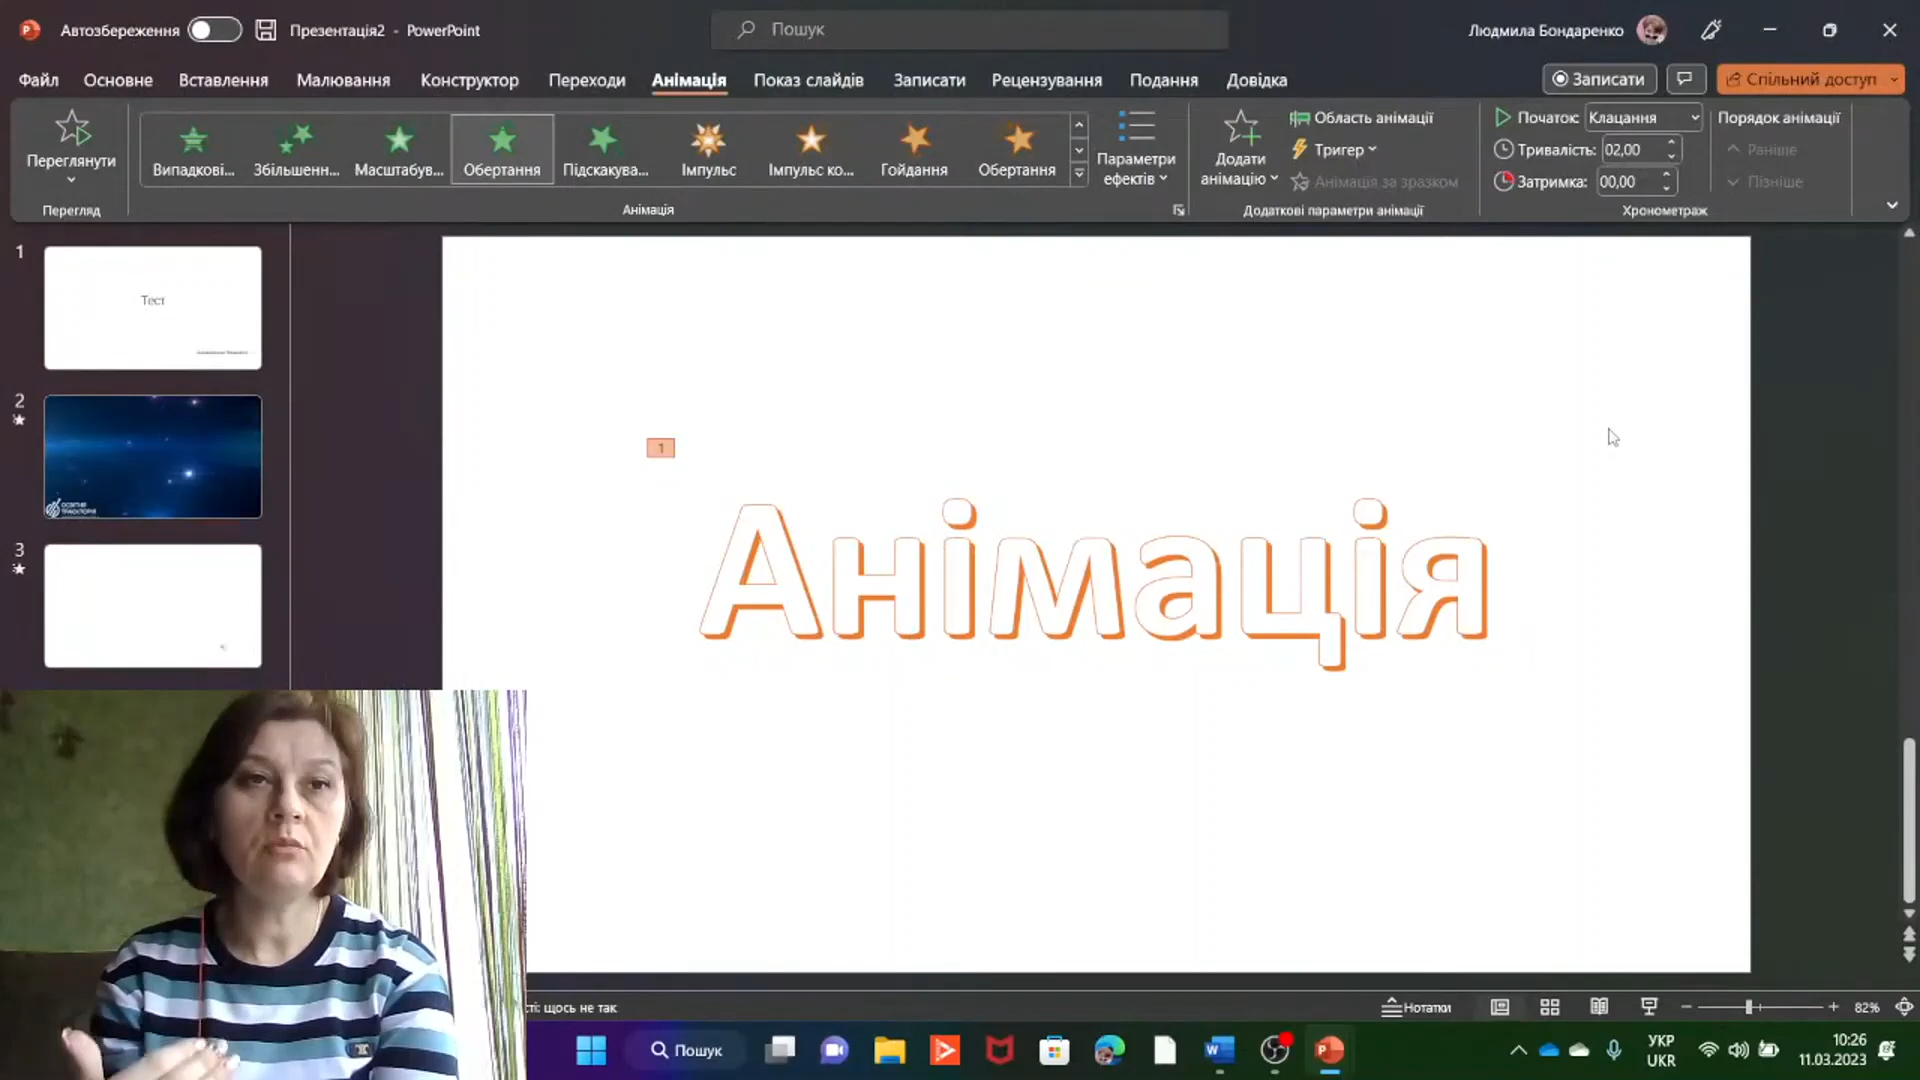 Автозбереження
Презентація2 - PowerPoint
Пошук
Людмила Бондаренко
Файл Основне Вставлення Малювання Конструктор Переходи Анімація Показ слайдів Записати Рецензування Подання Довідка
Записати
Спільний доступ
Переглянути
Перегляд
Випадкові... Збільшенн... Масштабув... Обертання Підскакува... Імпульс Імпульс ко... Гойдання Обертання
Анімація
Параметри ефектів
Додати анімацію
Область анімації
Тригер
Анімація за зразком
Додаткові параметри анімації
Початок: Клацання
Тривалість: 02,00
Затримка: 00,00
Порядок анімації
Раніше
Пізніше
Хронометраж
1
Тест
2
3
1
Анімація
сті: щось не так
Нотатки
82%
Пошук
УКР
UKR
10:26
11.03.2023